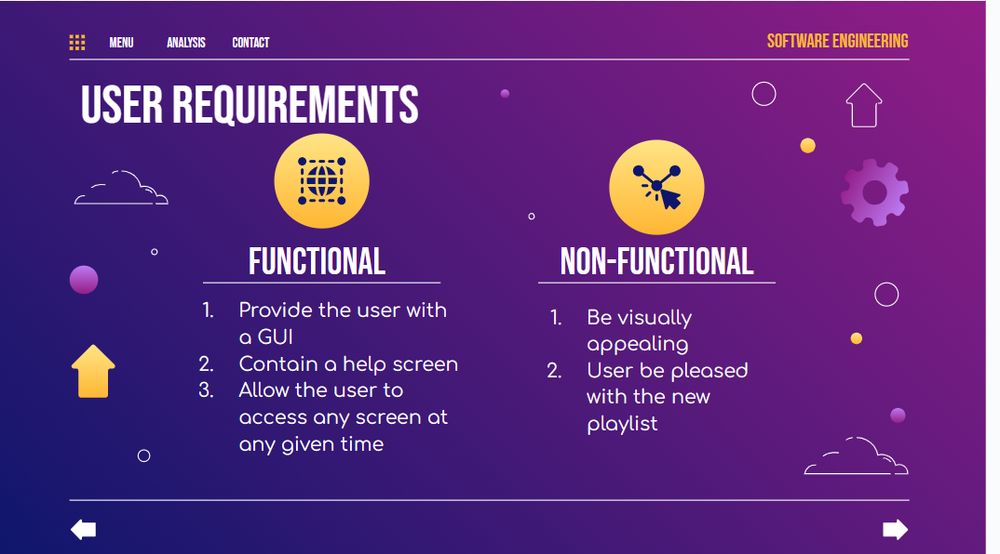 MENU ANALYSIS CONTACT SOFTWARE ENGINEERING
USER REQUIREMENTS
FUNCTIONAL
1. Provide the user with
a GUI
2. Contain a help screen
3. Allow the user to
access any screen at
any given time
NON-FUNCTIONAL
1. Be visually
appealing
2. User be pleased
with the new
playlist